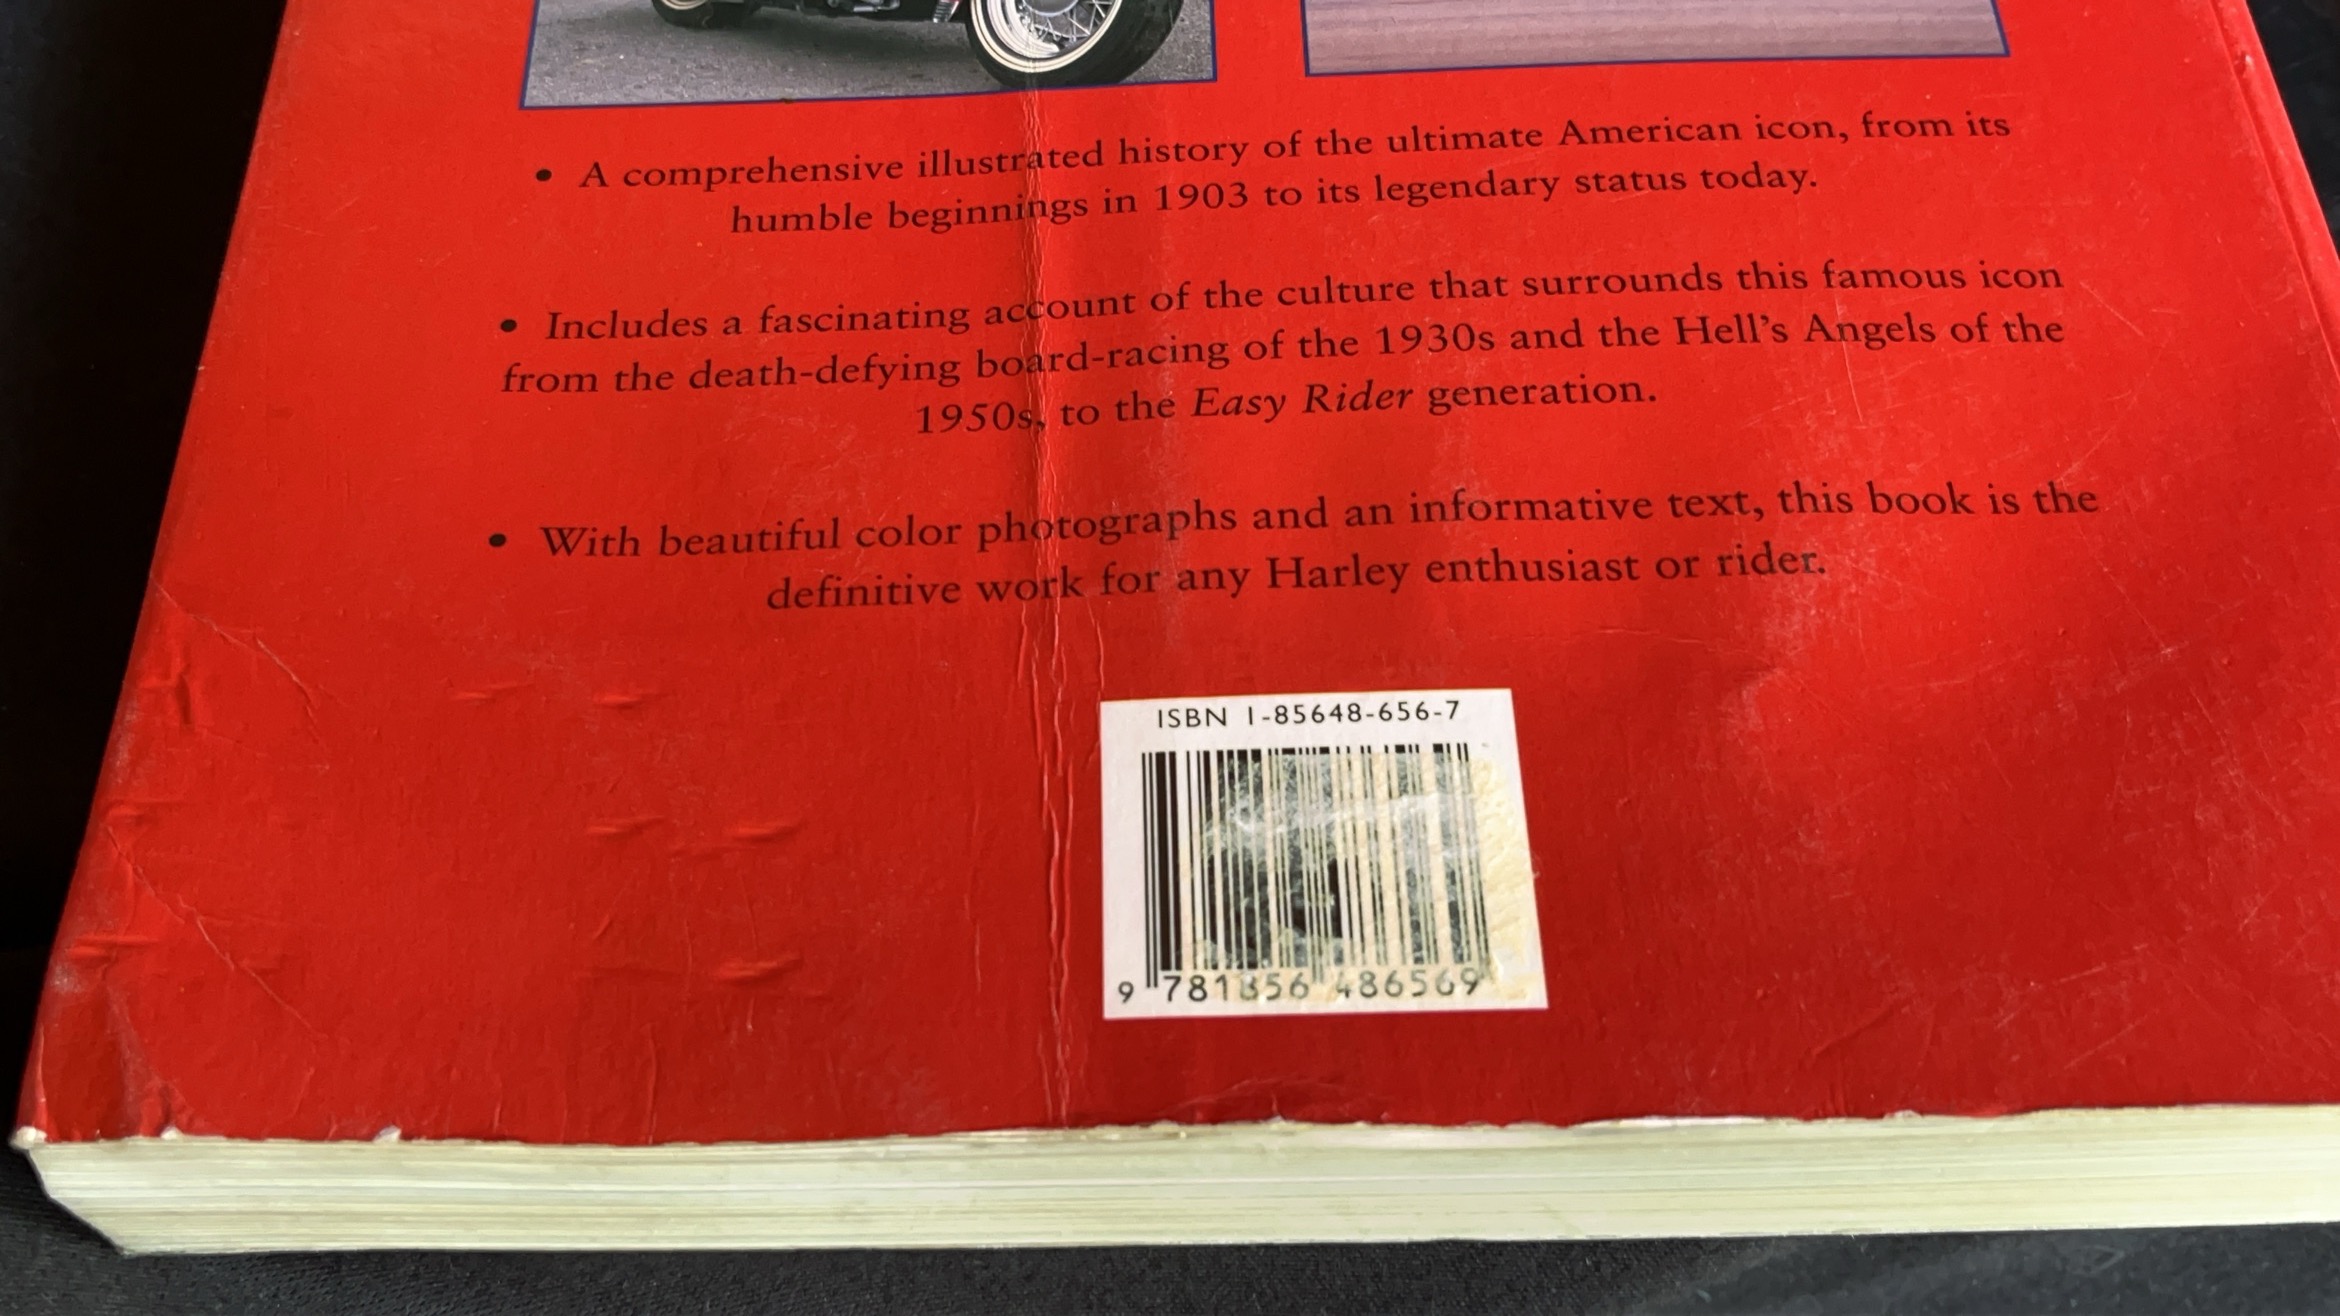 • A comprehensive illustrated history of the ultimate American icon, from its
humble beginnings in 1903 to its legendary status today.
• Includes a fascinating account of the culture that surrounds this famous icon
from the death-defying board-racing of the 1930s and the Hell's Angels of the
1950s, to the Easy Rider generation.
• With beautiful color photographs and an informative text, this book is the
definitive work for any Harley enthusiast or rider.
ISBN 1-85648-656-7
9 781856 486569